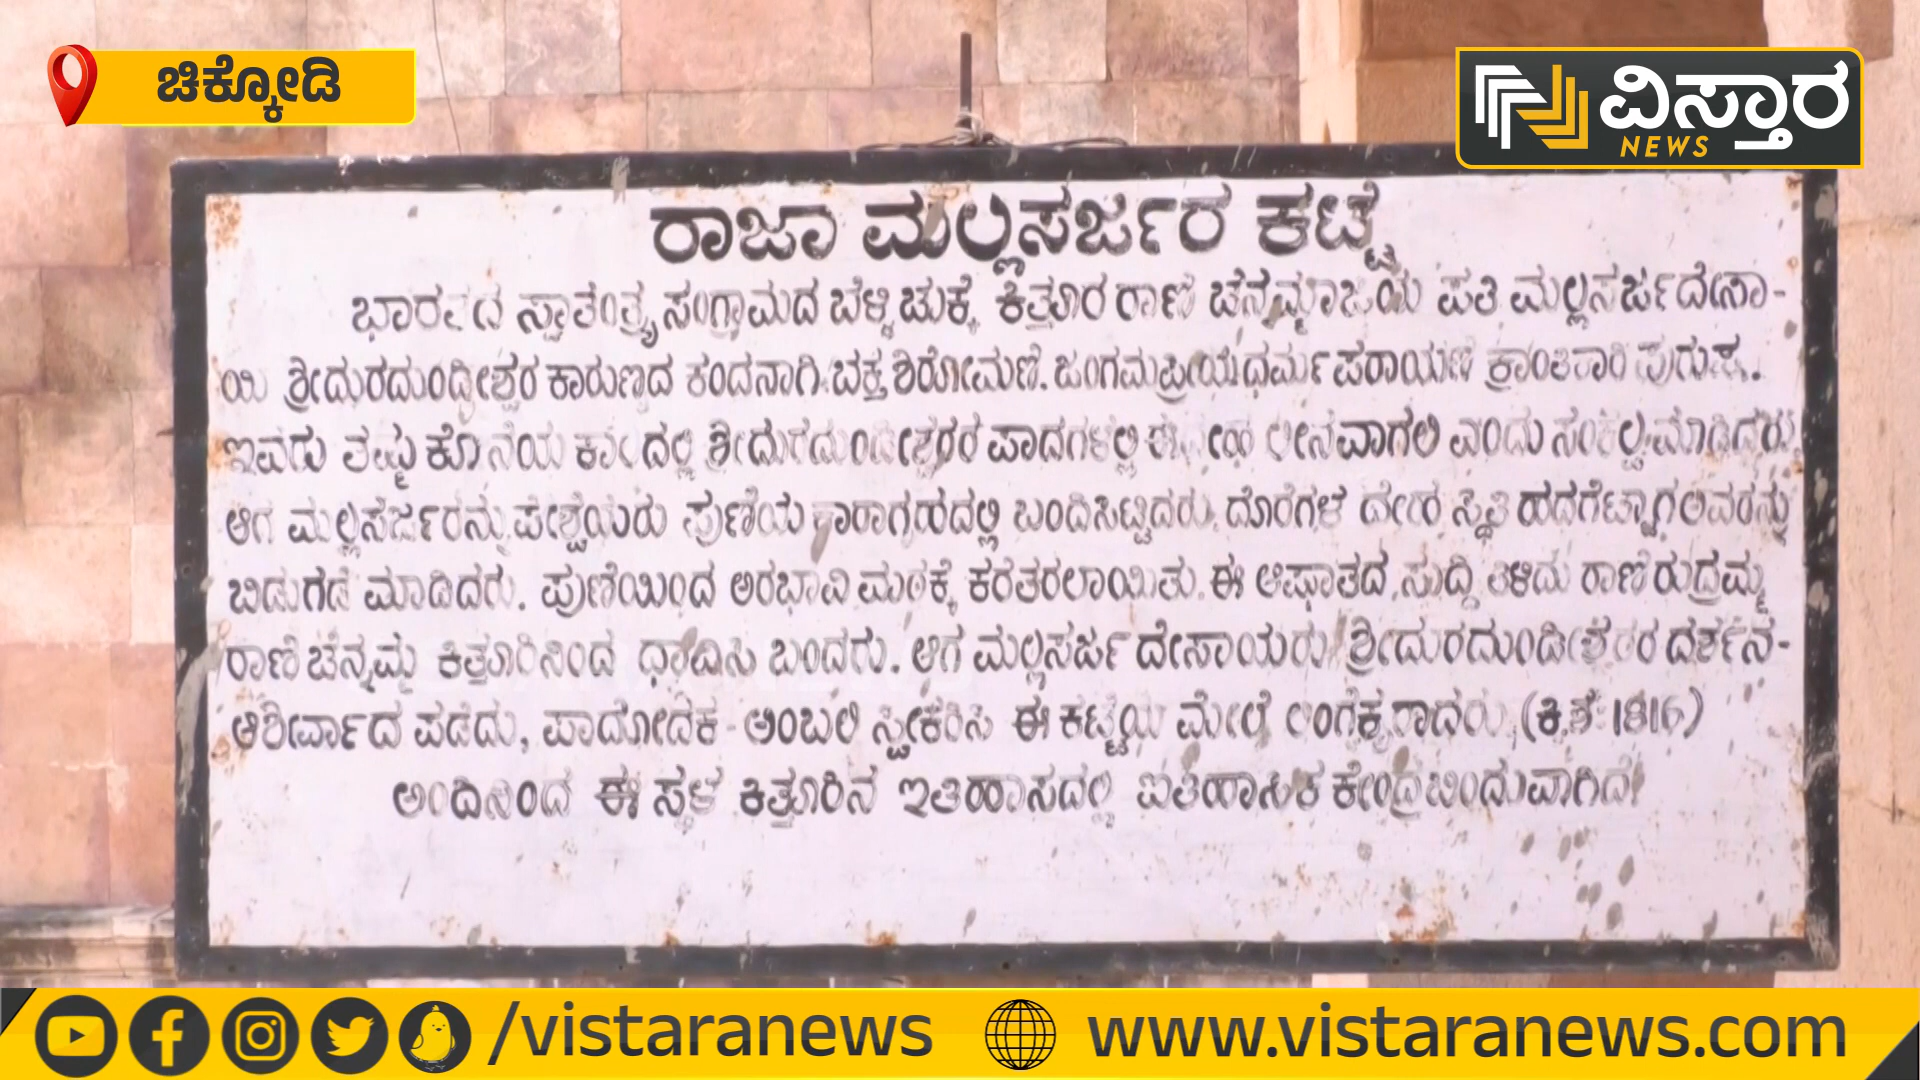 ಚಿಕ್ಕೋಡಿ
ವಿಸ್ತಾರ
NEWS
ರಾಜಾ ಮಲ್ಲಸರ್ಜರ ಕಟ್ಟೆ
ಭಾರತದ ಸ್ವಾತಂತ್ರ್ಯ ಸಂಗ್ರಾಮದ ಬೆಳ್ಳಿ ಚುಕ್ಕೆ ಕಿತ್ತೂರ ರಾಣಿ ಚೆನ್ನಮ್ಮಾಜಿಯ ಪತಿ ಮಲ್ಲಸರ್ಜ ದೇಸಾ-
ಯಿ ಶ್ರೀದುರದುಂಡೀಶ್ವರ ಕಾರುಣ್ಯದ ಕಂದನಾಗಿ. ಬಕ್ತ ಶಿರೋಮಣಿ. ಜಂಗಮಪ್ರೀಯ ಧರ್ಮ ಪರಾಯಣ ಕ್ರಾಂತಿಕಾರಿ ಪುರುಷ.
ಇವರು ತಮ್ಮ ಕೊನೆಯ ಕಾಲದಲ್ಲಿ ಶ್ರೀದುರದುಂಡೀಶ್ವರರ ಪಾದಗಳಲ್ಲಿ ಈ ದೇಹ ಲೀನವಾಗಲಿ ಎಂದು ಸಂಕಲ್ಪ ಮಾಡಿದರು.
ಆಗ ಮಲ್ಲಸರ್ಜರನ್ನು ಪೇಶ್ವೆಯರು ಪುಣೆಯ ಕಾರಾಗೃಹದಲ್ಲಿ ಬಂದಿಸಿಟ್ಟಿದರು. ದೊರೆಗಳ ದೇಹ ಸ್ಥಿತಿ ಹದಗೆಟ್ಟಾಗ ಅವರನ್ನು
ಬಿಡುಗಡೆ ಮಾಡಿದರು. ಪುಣೆಯಿಂದ ಅರಭಾವಿ ಮಠಕ್ಕೆ ಕರೆತರಲಾಯಿತು. ಈ ಆಘಾತದ ಸುದ್ದಿ ತಿಳಿದು ರಾಣಿ ರುದ್ರಮ್ಮ
ರಾಣಿ ಚೆನ್ನಮ್ಮ ಕಿತ್ತೂರಿನಿಂದ ಧಾವಿಸಿ ಬಂದರು. ಆಗ ಮಲ್ಲಸರ್ಜ ದೇಸಾಯರು ಶ್ರೀದುರದುಂಡೀಶ್ವರರ ದರ್ಶನ-
ಆಶೀರ್ವಾದ ಪಡೆದು, ಪಾದೋದಕ - ಅಂಬಲಿ ಸ್ವೀಕರಿಸಿ ಈ ಕಟ್ಟೆಯ ಮೇಲೆ ಲಿಂಗೈಕ್ಯರಾದರು. (ಕ್ರಿ.ಶ: 1816)
ಅಂದಿನಿಂದ ಈ ಸ್ಥಳ ಕಿತ್ತೂರಿನ ಇತಿಹಾಸದಲ್ಲಿ ಐತಿಹಾಸಿಕ ಕೇಂದ್ರಬಿಂದುವಾಗಿದೆ
/vistaranews www.vistaranews.com